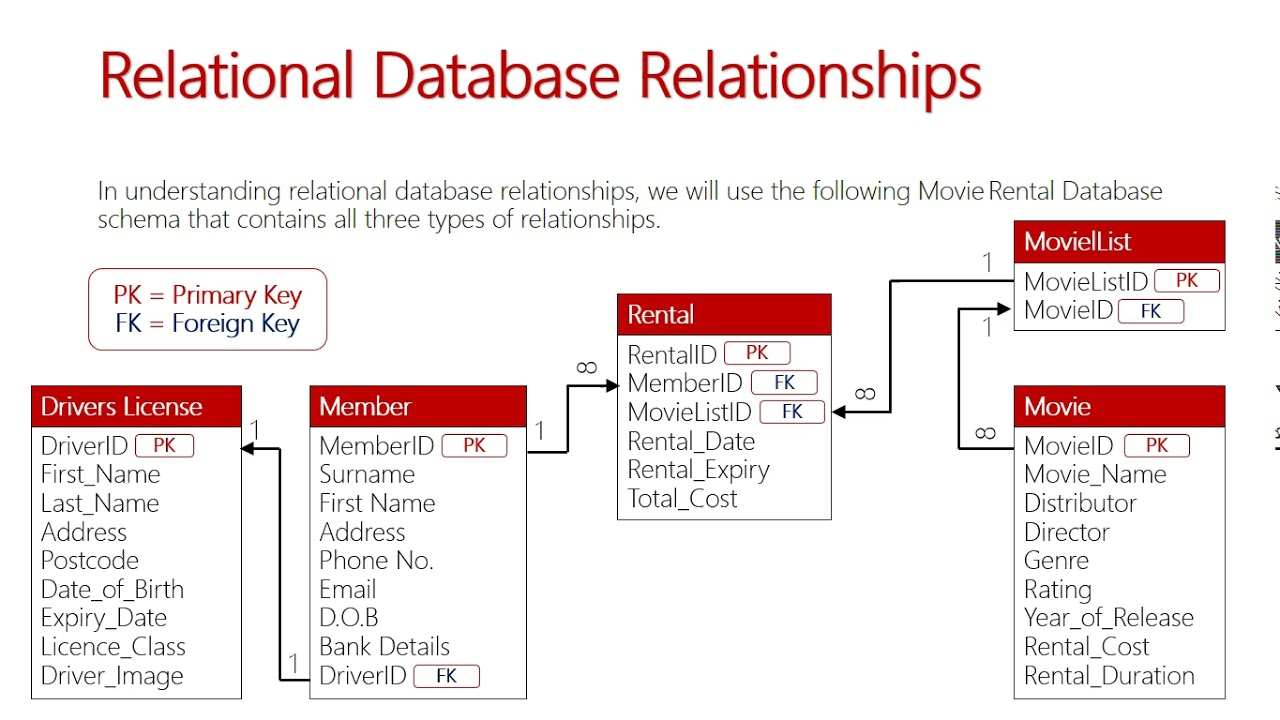 Relational Database Relationships
In understanding relational database relationships, we will use the following Movie Rental Database
schema that contains all three types of relationships.
PK = Primary Key
FK = Foreign Key
Drivers License
DriverID PK
First_Name
Last_Name
Address
Postcode
Date_of_Birth
Expiry_Date
Licence_Class
Driver_Image
1
1
Member
MemberID PK
Surname
First Name
Address
Phone No.
Email
D.O.B
Bank Details
DriverID FK
1
∞
Rental
RentalID PK
MemberID FK
MovieListID FK
Rental_Date
Rental_Expiry
Total_Cost
∞
1
MovielList
MovieListID PK
MovieID FK
1
∞
Movie
MovieID PK
Movie_Name
Distributor
Director
Genre
Rating
Year_of_Release
Rental_Cost
Rental_Duration